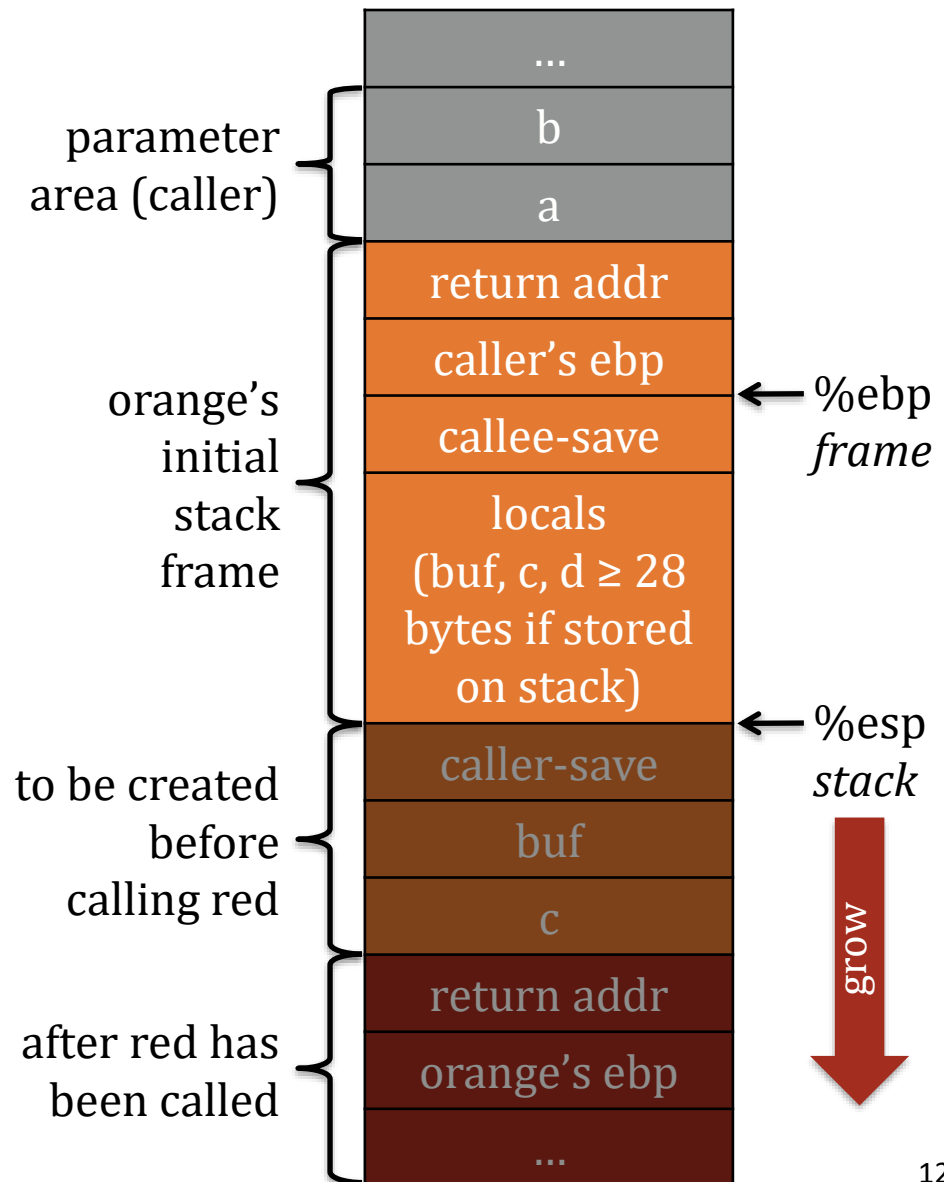 ...
b
a
parameter
area (caller)
return addr
caller’s ebp
callee-save
locals
(buf, c, d ≥ 28
bytes if stored
on stack)
orange’s
initial
stack
frame
%ebp
frame
%esp
stack
caller-save
buf
c
to be created
before
calling red
grow
return addr
orange’s ebp
...
after red has
been called
12